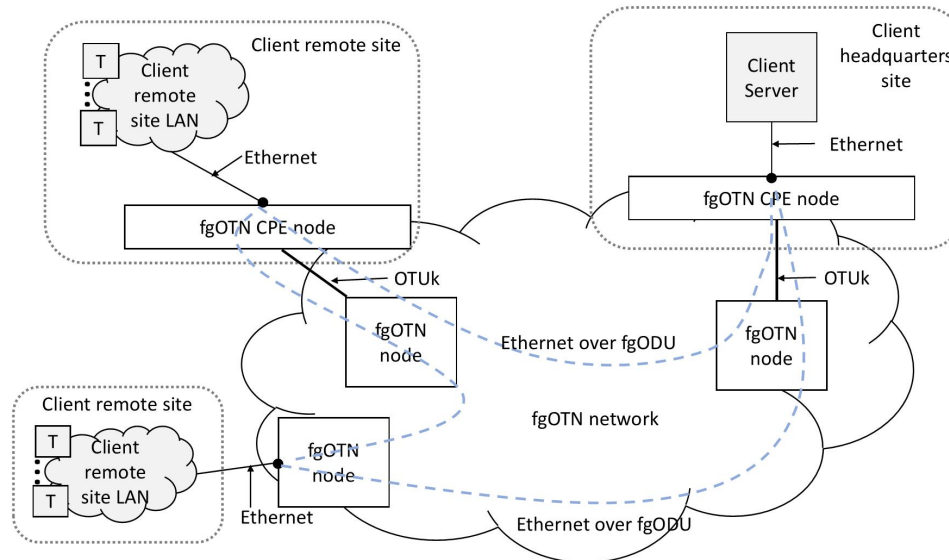 Client remote site
T
T
Client
remote
site LAN
Ethernet
fgOTN CPE node
OTUk
fgOTN
node
Client
headquarters
site
Client
Server
Ethernet
fgOTN CPE node
OTUk
fgOTN
node
Ethernet over fgODU
fgOTN network
Client remote site
T
T
Client
remote
site LAN
Ethernet
fgOTN
node
Ethernet over fgODU